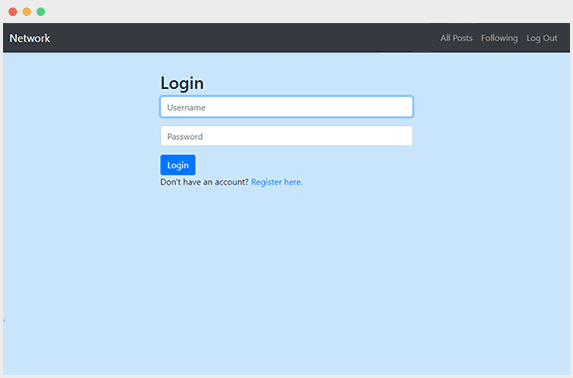 Network All Posts Following Log Out
Login
Username
Password
Login
Don't have an account? Register here.